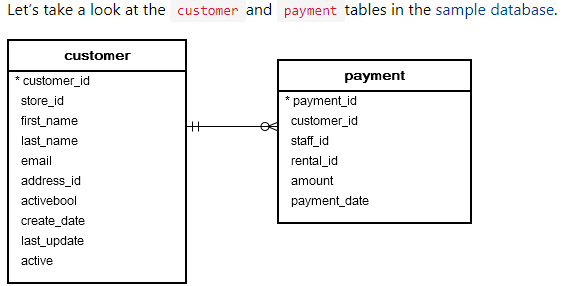 Let's take a look at the customer and payment tables in the sample database.
customer
* customer_id
store_id
first_name
last_name
email
address_id
activebool
create_date
last_update
active
payment
* payment_id
customer_id
staff_id
rental_id
amount
payment_date